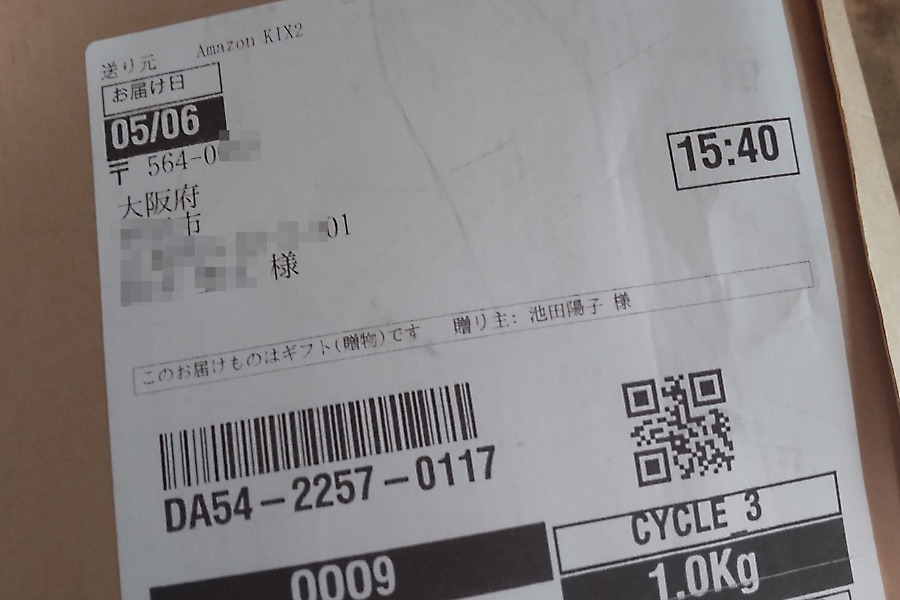 送り元 Amazon KIX2
お届け日
05/06
15:40
〒 564-0
大阪府
市
01
様
このお届けものはギフト(贈物)です 贈り主: 池田陽子 様
DA54-2257-0117
CYCLE 3
0009
1.0Kg